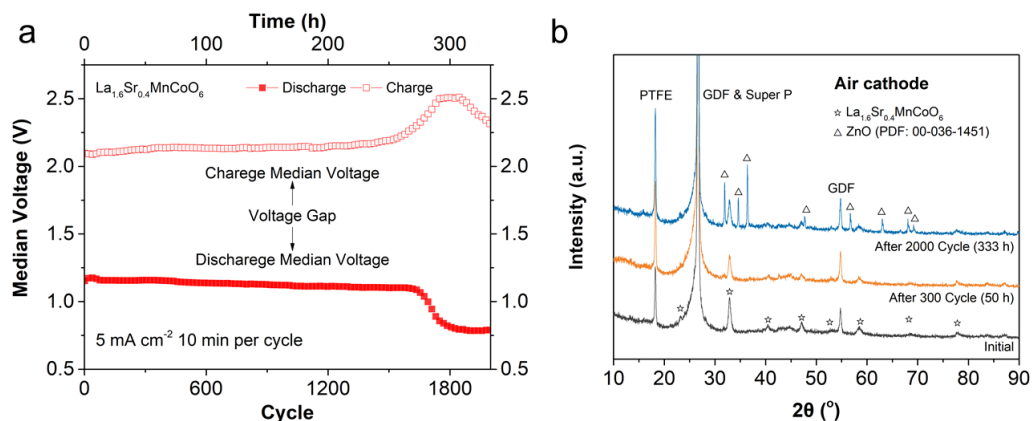 a
Time (h)
0 100 200 300
La1.6Sr0.4MnCoO6
Discharge
Charge
Median Voltage (V)
2.5
2.0
1.5
1.0
0.5
2.5
2.0
1.5
1.0
0.5
Charege Median Voltage
Voltage Gap
Discharege Median Voltage
5 mA cm-2 10 min per cycle
0 600 1200 1800
Cycle
b
Intensity (a.u.)
PTFE
GDF & Super P
Air cathode
☆ La1.6Sr0.4MnCoO6
△ ZnO (PDF: 00-036-1451)
GDF
After 2000 Cycle (333 h)
After 300 Cycle (50 h)
Initial
10 20 30 40 50 60 70 80 90
2θ (o)